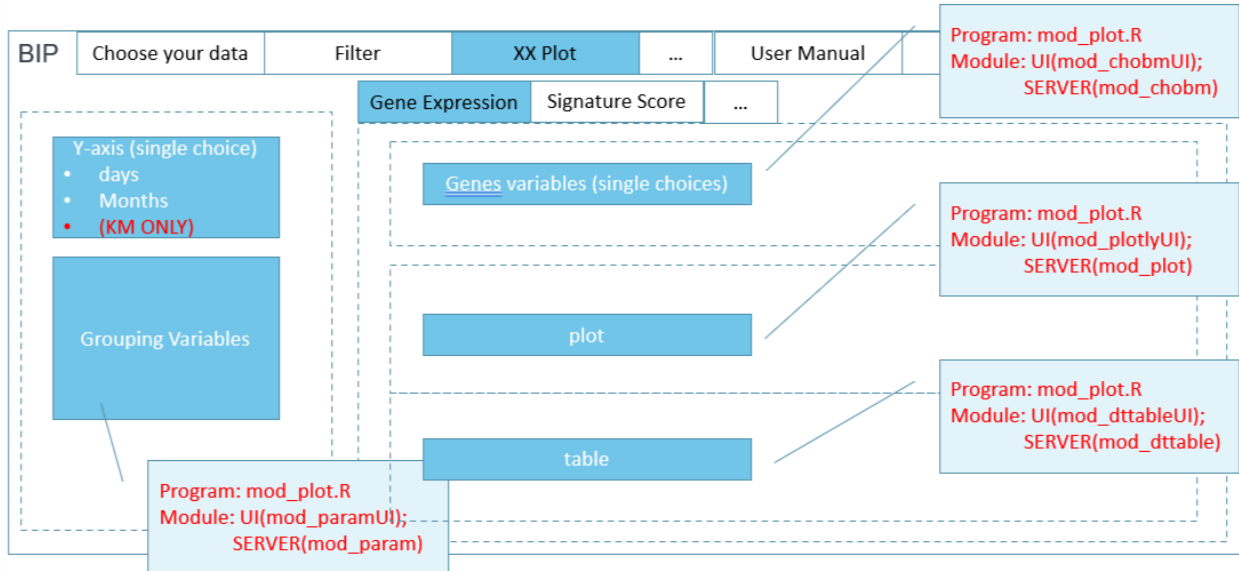 BIP
Choose your data
Filter
XX Plot
...
User Manual
Gene Expression
Signature Score
...
Y-axis (single choice)
• days
• Months
• (KM ONLY)
Grouping Variables
Program: mod_plot.R
Module: UI(mod_paramUI);
SERVER(mod_param)
Genes variables (single choices)
plot
table
Program: mod_plot.R
Module: UI(mod_chobmUI);
SERVER(mod_chobm)
Program: mod_plot.R
Module: UI(mod_plotlyUI);
SERVER(mod_plot)
Program: mod_plot.R
Module: UI(mod_dttableUI);
SERVER(mod_dttable)